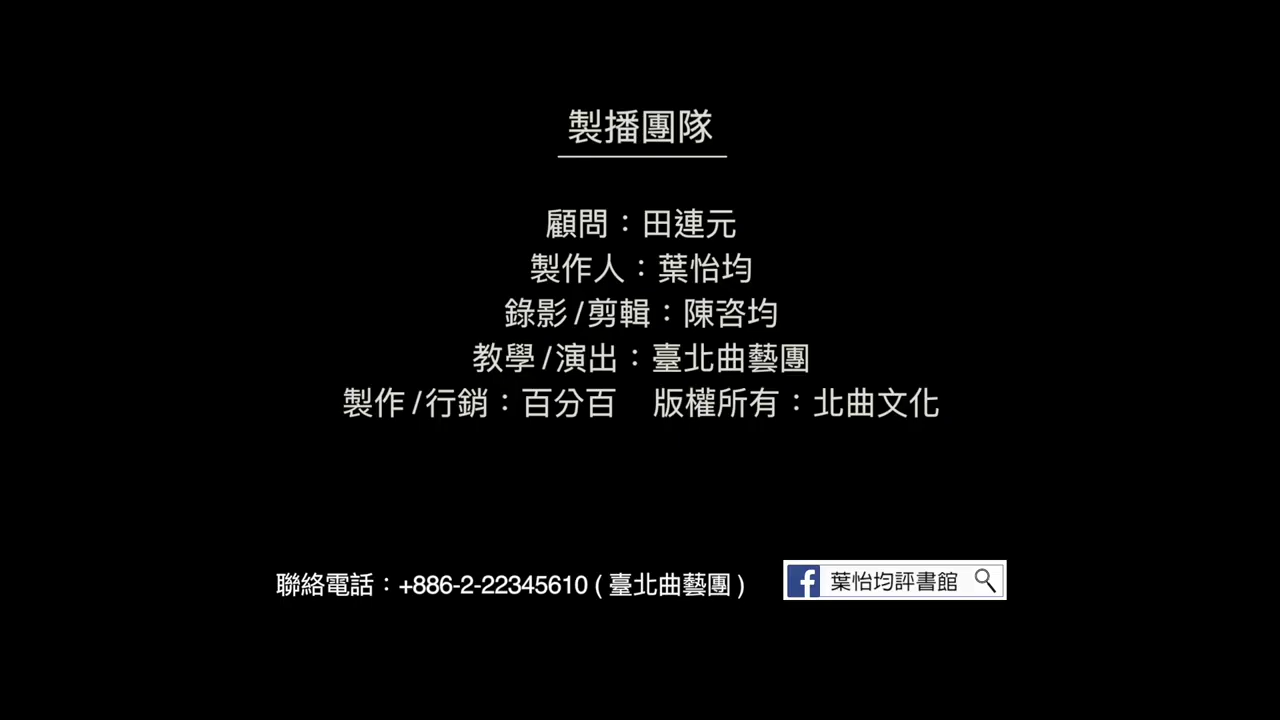 製播團隊
顧問：田連元
製作人：葉怡均
錄影/剪輯：陳咨均
教學/演出：臺北曲藝團
製作/行銷：百分百　版權所有：北曲文化
聯絡電話：+886-2-22345610 ( 臺北曲藝團 )　葉怡均評書館